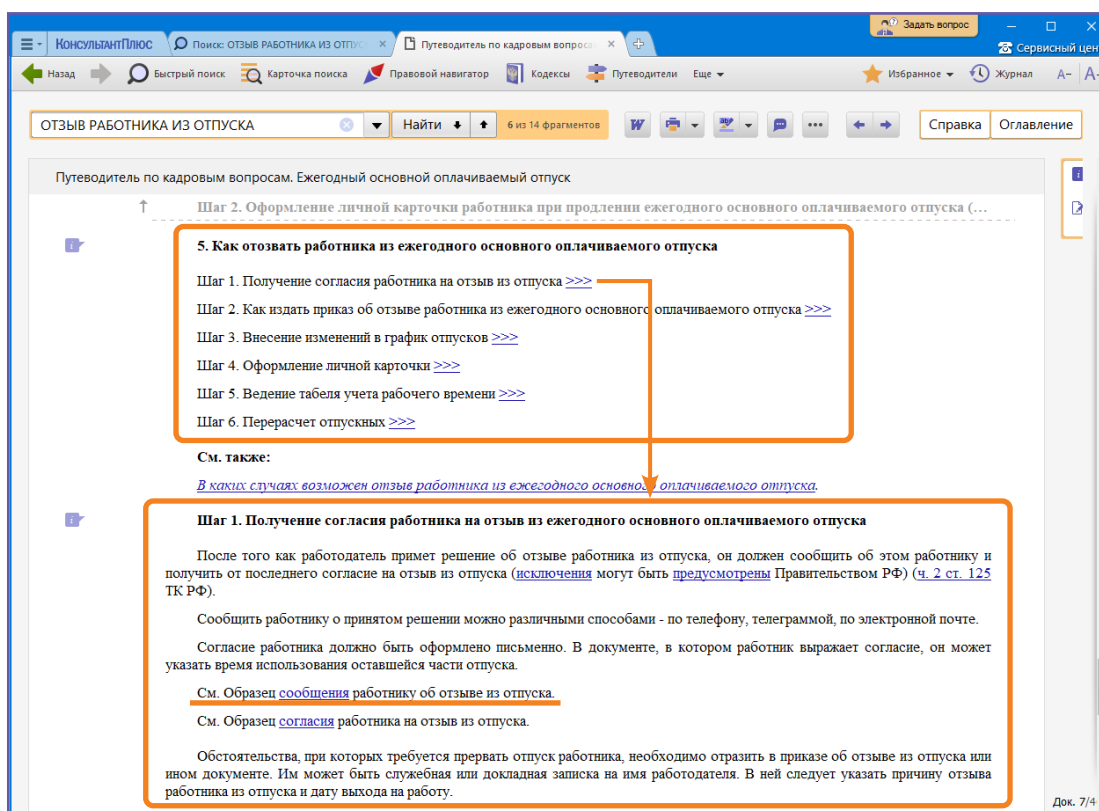 Задать вопрос
КонсультантПлюс Поиск: ОТЗЫВ РАБОТНИКА ИЗ Путеводитель по кадровым
Сервисный
Назад Быстрый поиск Карточка поиска Правовой навигатор Кодексы Путеводители Еще Избранное Журнал А- А
ОТЗЫВ РАБОТНИКА ИЗ ОТПУСКА Найти 6 из 14 фрагментов Справка Оглавление
Путеводитель по кадровым вопросам. Ежегодный основной оплачиваемый отпуск
Шаг 2. Оформление личной карточки работника при продлении ежегодного основного оплачиваемого отпуска (...
5. Как отозвать работника из ежегодного основного оплачиваемого отпуска
Шаг 1. Получение согласия работника на отзыв из отпуска >>>
Шаг 2. Как издать приказ об отзыве работника из ежегодного основного оплачиваемого отпуска >>>
Шаг 3. Внесение изменений в график отпусков >>>
Шаг 4. Оформление личной карточки >>>
Шаг 5. Ведение табеля учета рабочего времени >>>
Шаг 6. Перерасчет отпускных >>>
См. также:
В каких случаях возможен отзыв работника из ежегодного основного оплачиваемого отпуска.
Шаг 1. Получение согласия работника на отзыв из ежегодного основного оплачиваемого отпуска
После того как работодатель примет решение об отзыве работника из отпуска, он должен сообщить об этом работнику и
получить от последнего согласие на отзыв из отпуска (исключения могут быть предусмотрены Правительством РФ) (ч. 2 ст. 125
ТК РФ).
Сообщить работнику о принятом решении можно различными способами - по телефону, телеграммой, по электронной почте.
Согласие работника должно быть оформлено письменно. В документе, в котором работник выражает согласие, он может
указать время использования оставшейся части отпуска.
См. Образец сообщения работнику об отзыве из отпуска.
См. Образец согласия работника на отзыв из отпуска.
Обстоятельства, при которых требуется прервать отпуск работника, необходимо отразить в приказе об отзыве из отпуска или
ином документе. Им может быть служебная или докладная записка на имя работодателя. В ней следует указать причину отзыва
работника из отпуска и дату выхода на работу.
Док. 7/4